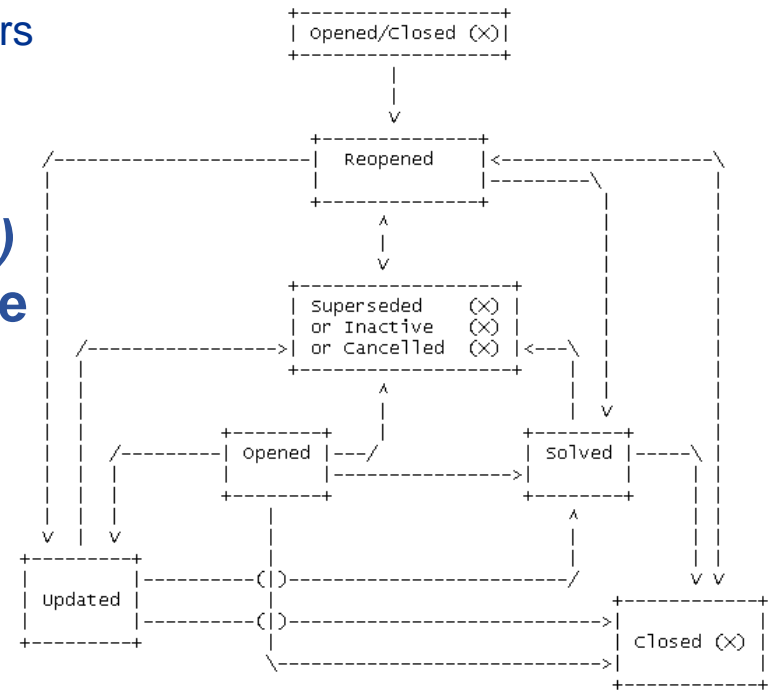 rs
)
e
Opened/Closed (X)
Reopened
Superseded (X)
or Inactive (X)
or Cancelled (X)
Opened
Solved
Updated
Closed (X)